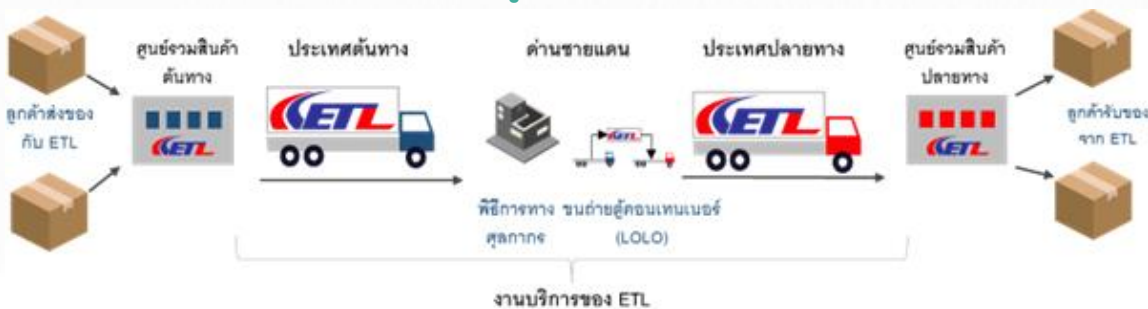 ลูกค้าส่งของ
กับ ETL
ศูนย์รวมสินค้า
ต้นทาง
ETL
ประเทศต้นทาง
ETL
ด่านชายแดน
ETL
พิธีการทาง
ศุลกากร
ขนถ่ายตู้คอนเทนเนอร์
(LOLO)
ประเทศปลายทาง
ETL
ศูนย์รวมสินค้า
ปลายทาง
ETL
ลูกค้ารับของ
จาก ETL
งานบริการของ ETL